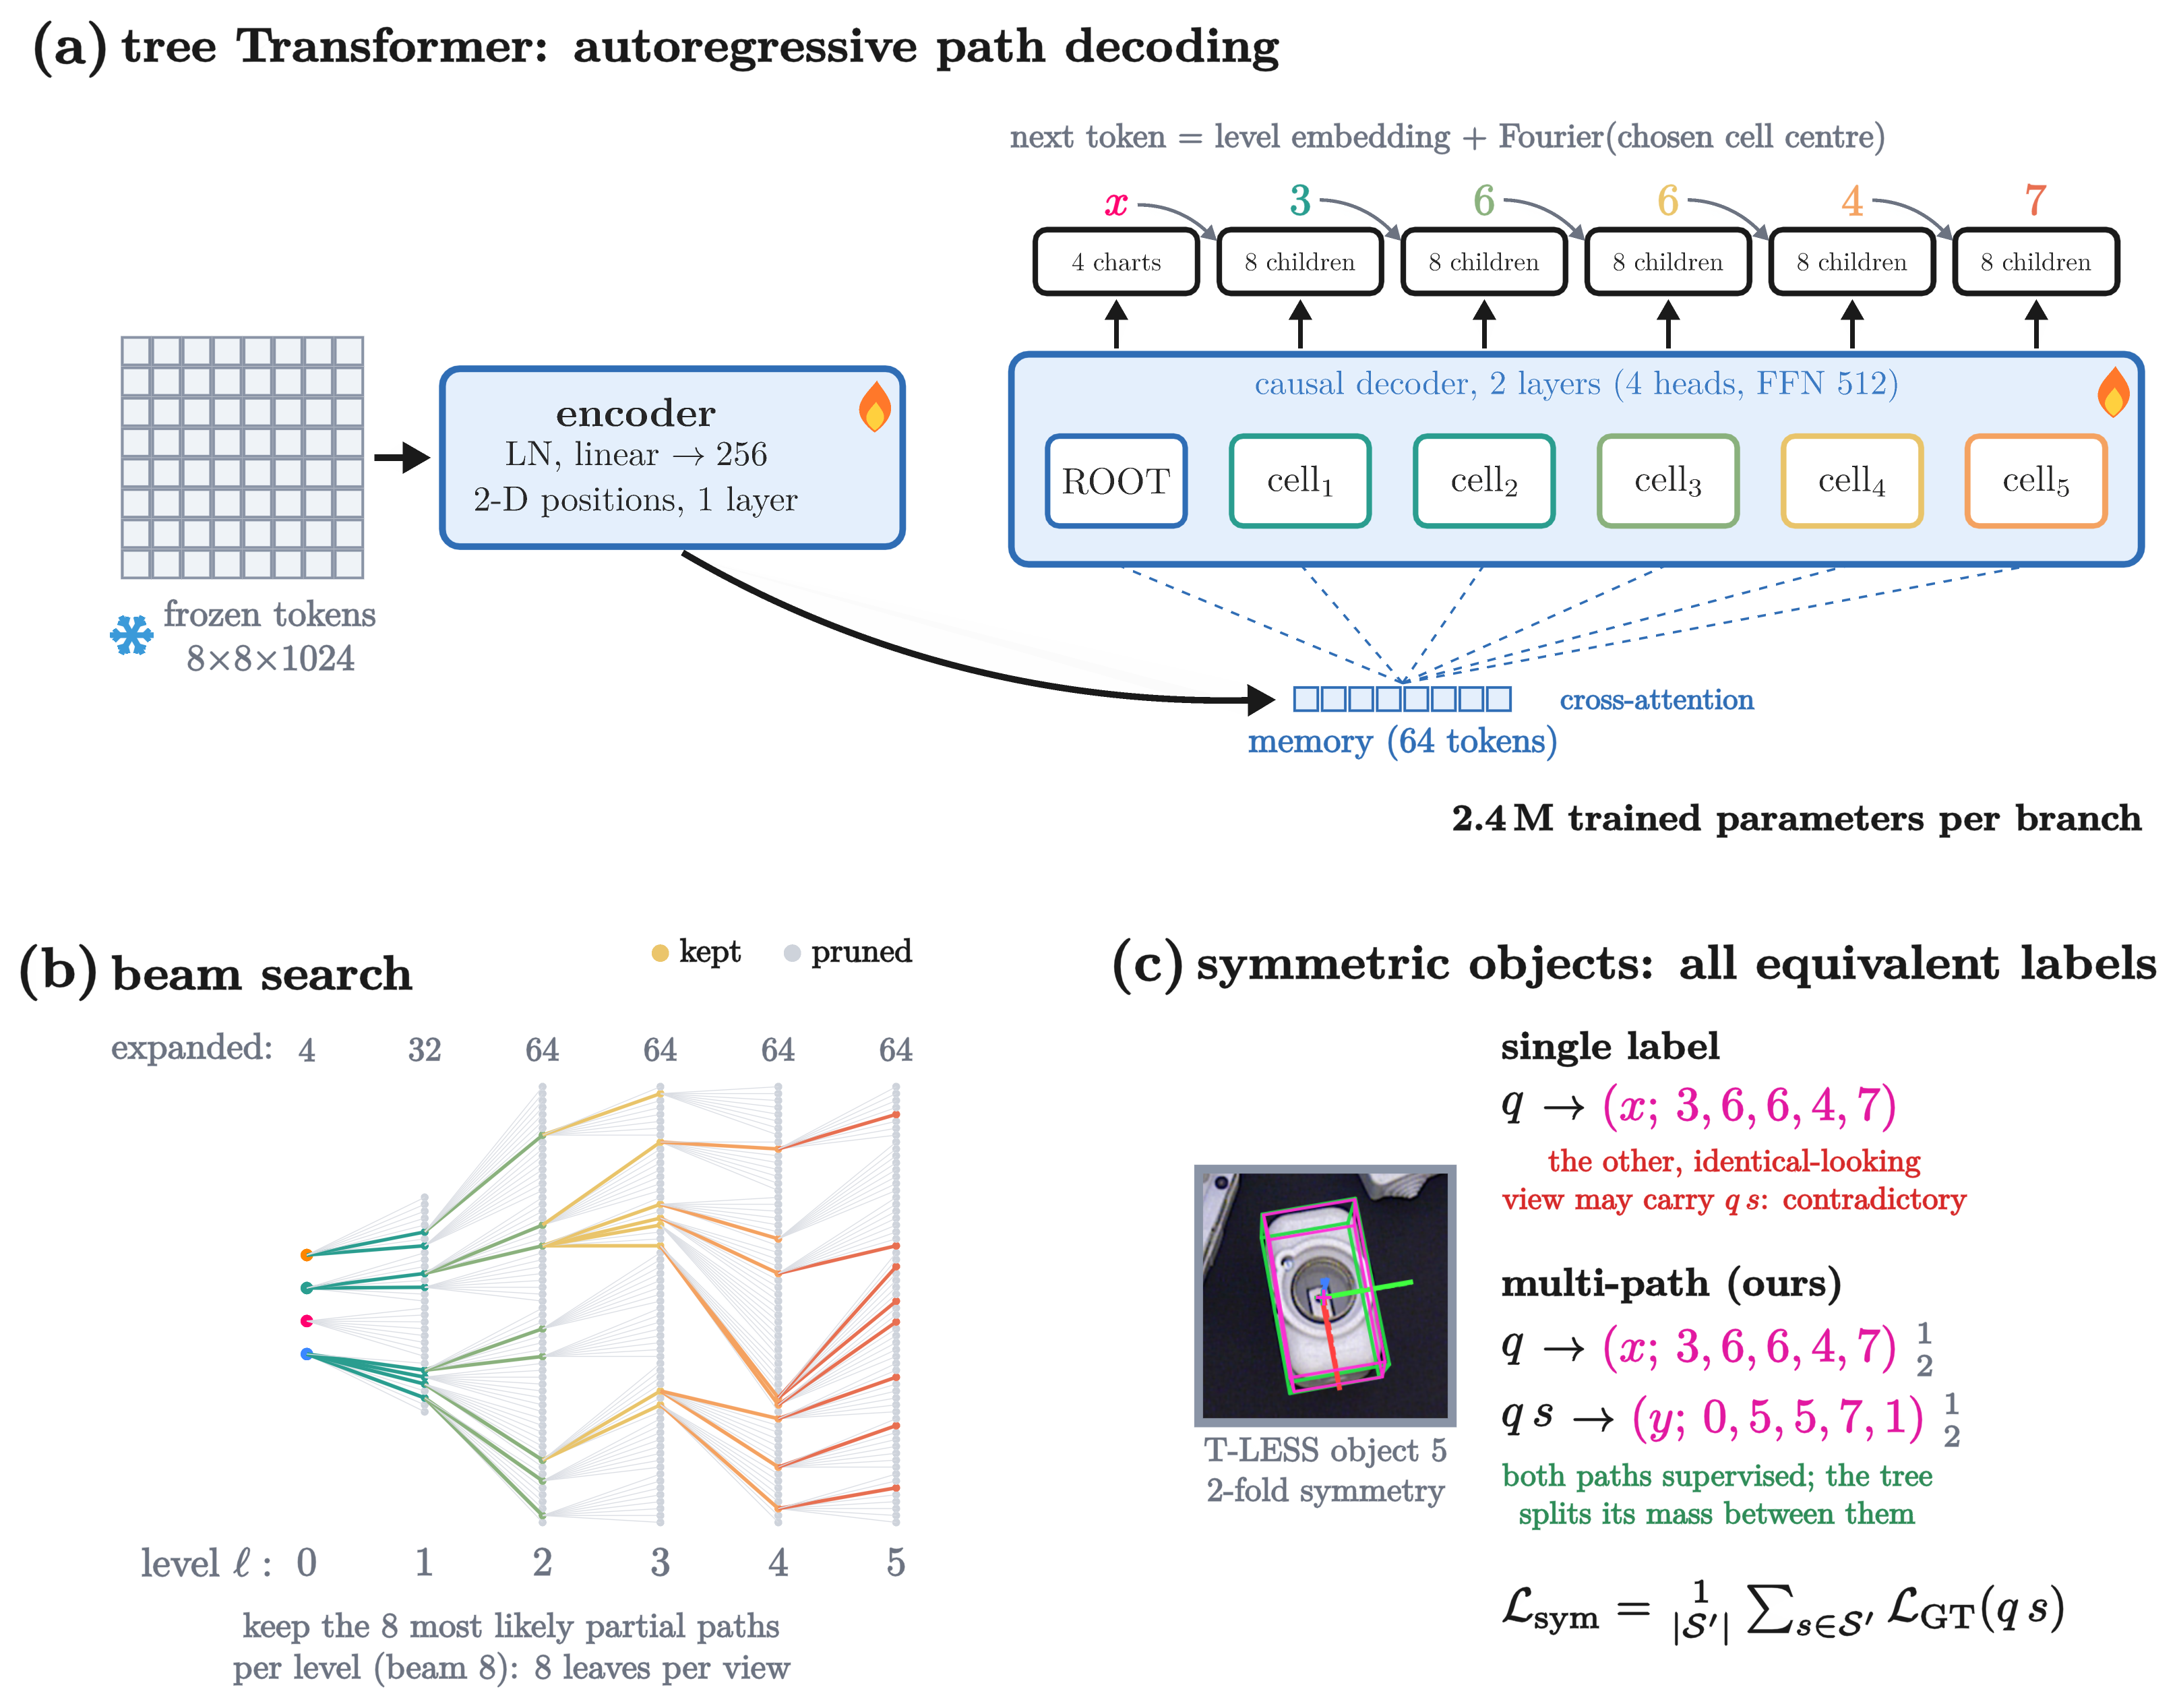 (a) tree Transformer: autoregressive path decoding
next token = level embedding + Fourier(chosen cell centre)
x 3 6 6 4 7
4 charts 8 children 8 children 8 children 8 children 8 children
causal decoder, 2 layers (4 heads, FFN 512)
ROOT cell₁ cell₂ cell₃ cell₄ cell₅
encoder
LN, linear → 256
2-D positions, 1 layer
frozen tokens
8×8×1024
cross-attention
memory (64 tokens)
2.4 M trained parameters per branch
(b) beam search
kept pruned
expanded: 4 32 64 64 64 64
level ℓ : 0 1 2 3 4 5
keep the 8 most likely partial paths
per level (beam 8): 8 leaves per view
(c) symmetric objects: all equivalent labels
T-LESS object 5
2-fold symmetry
single label
q → (x; 3, 6, 6, 4, 7)
the other, identical-looking
view may carry q s: contradictory
multi-path (ours)
q → (x; 3, 6, 6, 4, 7) 1/2
q s → (y; 0, 5, 5, 7, 1) 1/2
both paths supervised; the tree
splits its mass between them
ℒ_sym = 1/|𝒮′| ∑_{s∈𝒮′} ℒ_GT(q s)